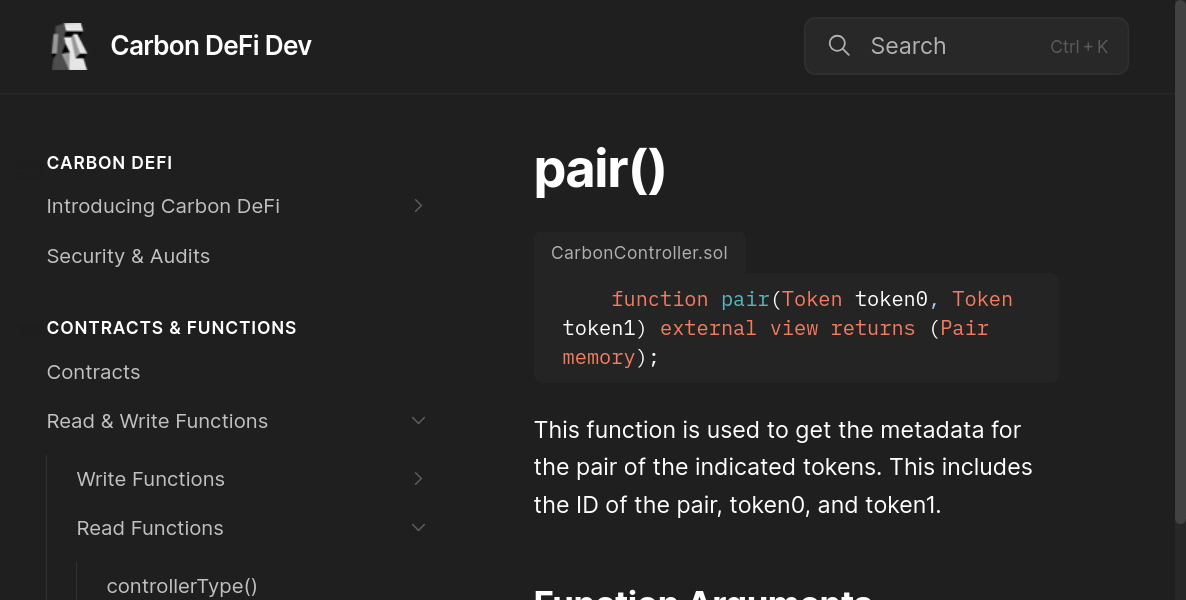 Carbon DeFi Dev
Search
Ctrl + K
CARBON DEFI
Introducing Carbon DeFi
Security & Audits
CONTRACTS & FUNCTIONS
Contracts
Read & Write Functions
Write Functions
Read Functions
controllerType()
pair()
CarbonController.sol
function pair(Token token0, Token
token1) external view returns (Pair
memory);
This function is used to get the metadata for
the pair of the indicated tokens. This includes
the ID of the pair, token0, and token1.
Function Arguments